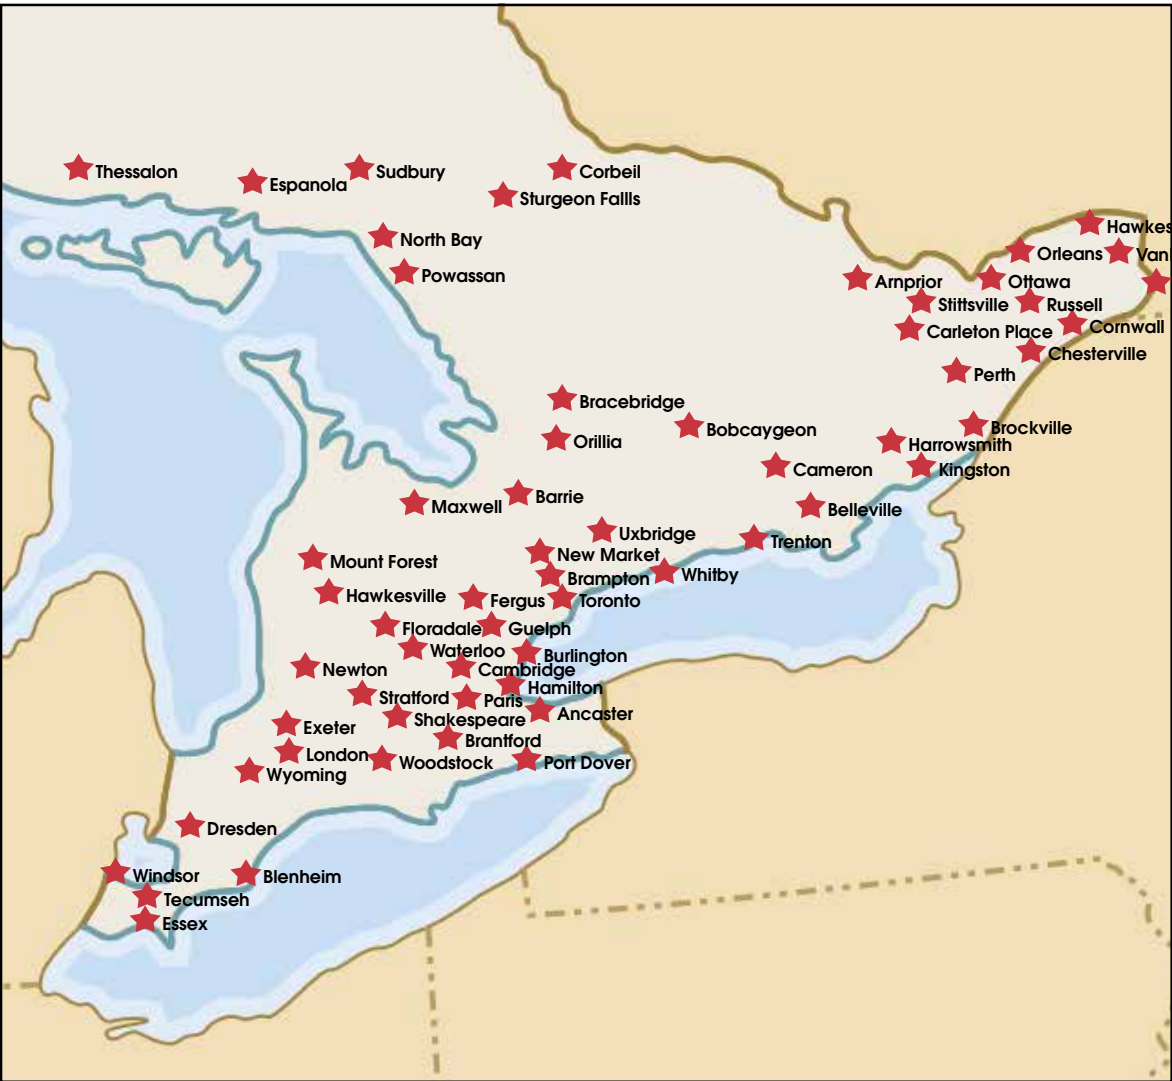 Thessalon
Espanola
Sudbury
Corbeil
Sturgeon Fallls
North Bay
Powassan
Hawkes
Orleans
Van
Arnprior
Ottawa
Stittsville
Russell
Carleton Place
Cornwall
Chesterville
Perth
Bracebridge
Orillia
Bobcaygeon
Brockville
Harrowsmith
Cameron
Kingston
Maxwell
Barrie
Belleville
Uxbridge
Trenton
Mount Forest
New Market
Brampton
Whitby
Hawkesville
Fergus
Toronto
Floradale
Guelph
Waterloo
Burlington
Newton
Cambridge
Hamilton
Stratford
Paris
Shakespeare
Ancaster
Exeter
Brantford
London
Woodstock
Port Dover
Wyoming
Dresden
Windsor
Blenheim
Tecumseh
Essex